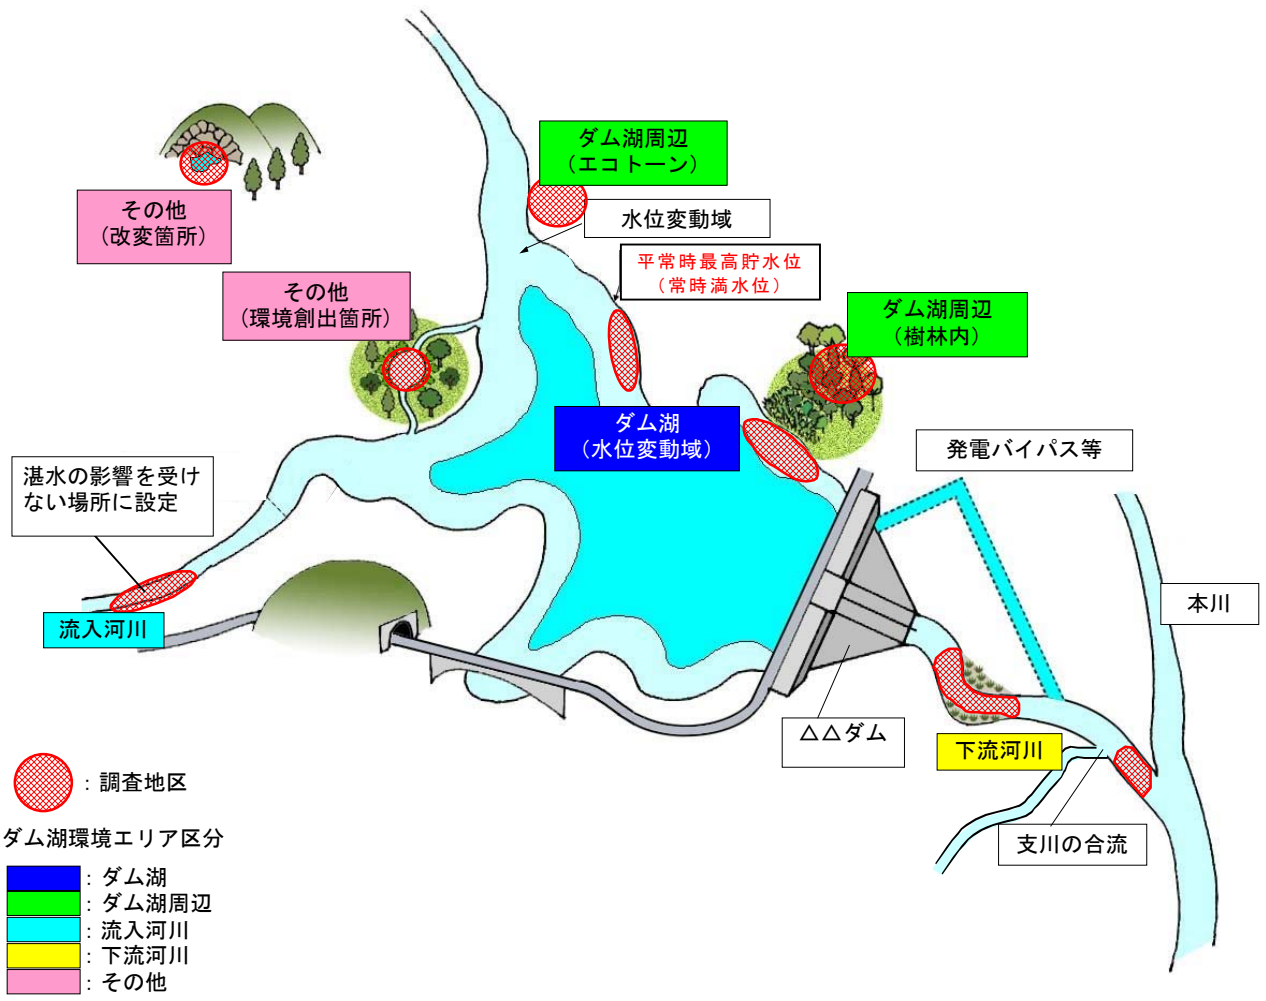 ダム湖周辺
（エコトーン）
その他
（改変箇所）
水位変動域
平常時最高貯水位
（常時満水位）
その他
（環境創出箇所）
ダム湖周辺
（樹林内）
ダム湖
（水位変動域）
発電バイパス等
湛水の影響を受け
ない場所に設定
本川
流入河川
△△ダム
下流河川
支川の合流
：調査地区
ダム湖環境エリア区分
：ダム湖
：ダム湖周辺
：流入河川
：下流河川
：その他